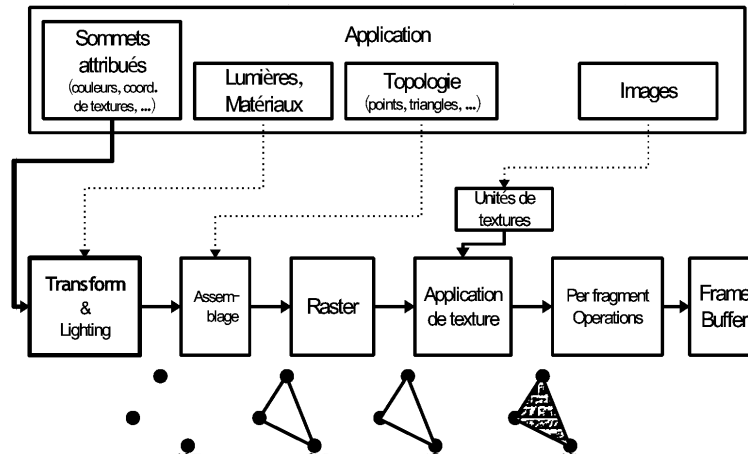 Application
Sommets
attribués
(couleurs, coord.
de textures, ...)
Lumières,
Matériaux
Topologie
(points, triangles, ...)
Images
Unités de
textures
Transform
&
Lighting
Assem-
blage
Raster
Application
de texture
Per fragment
Operations
Frame
Buffer